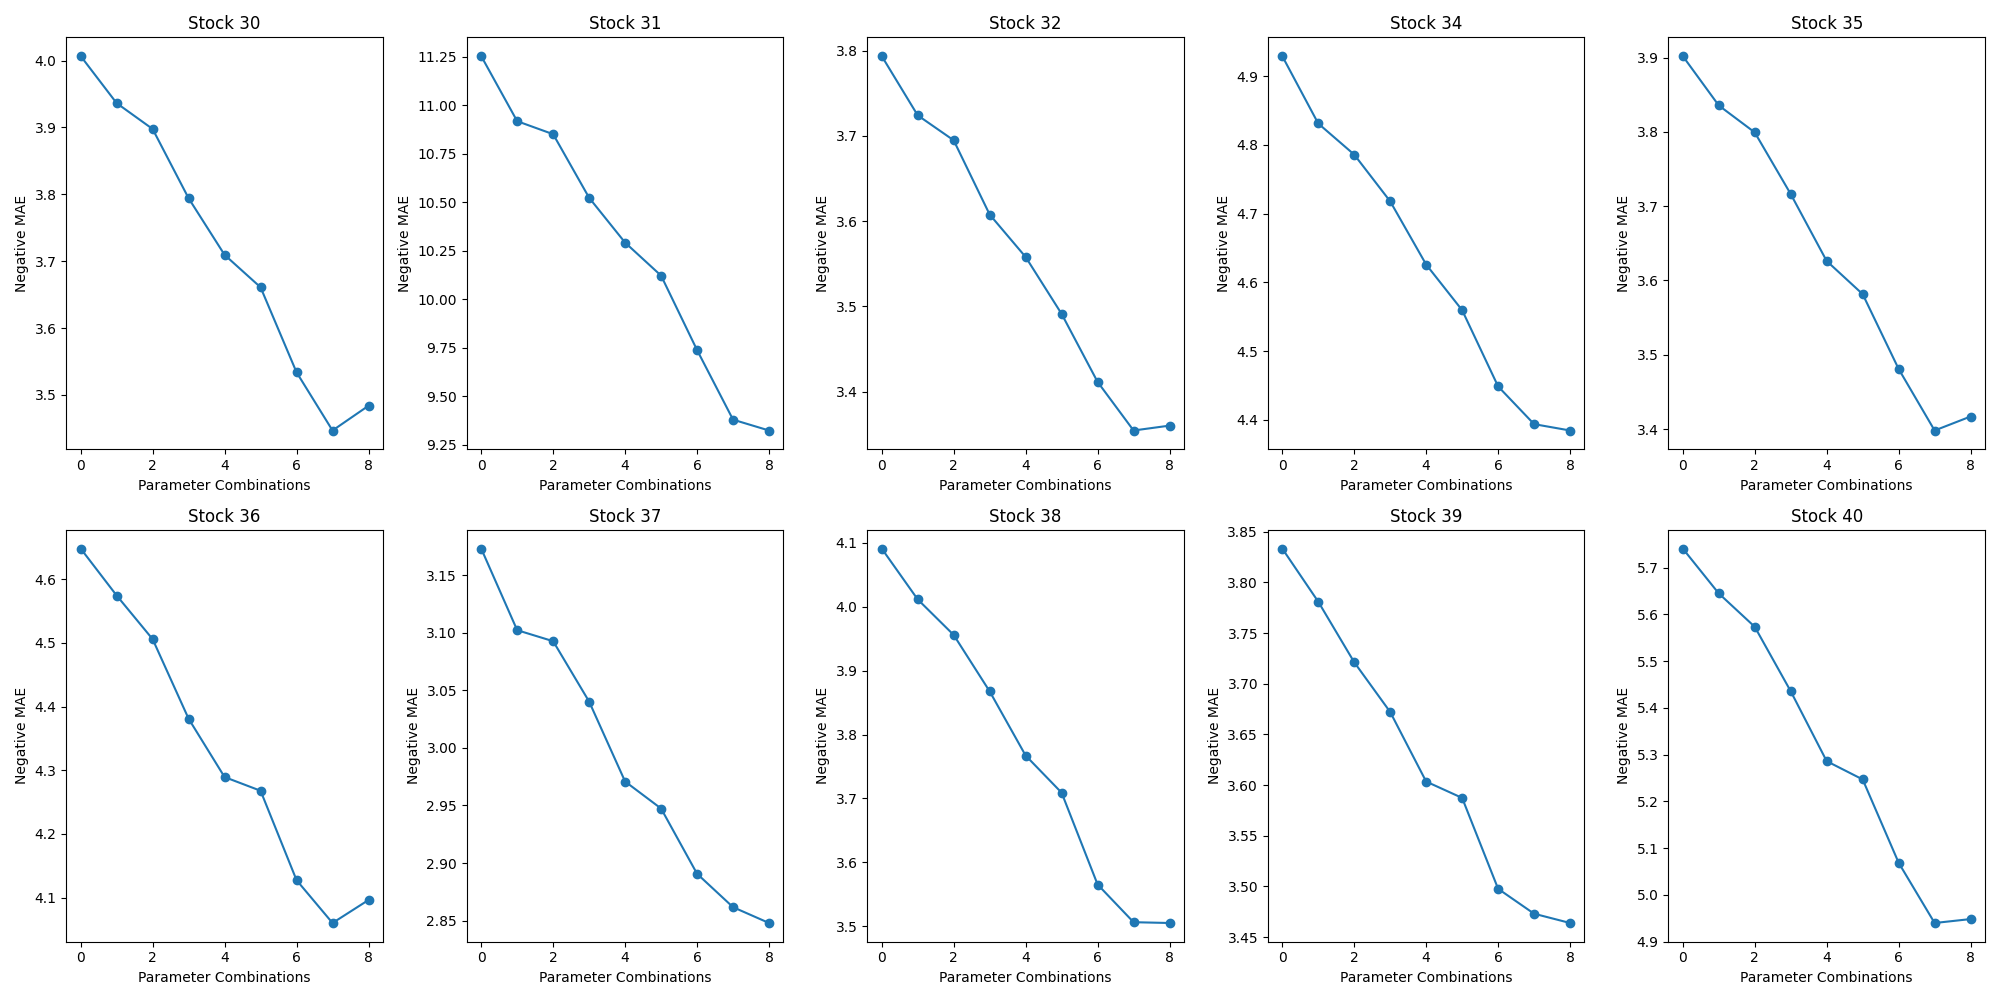 Stock 30
Negative MAE
4.0
3.9
3.8
3.7
3.6
3.5
0 2 4 6 8
Parameter Combinations
Stock 31
Negative MAE
11.25
11.00
10.75
10.50
10.25
10.00
9.75
9.50
9.25
0 2 4 6 8
Parameter Combinations
Stock 32
Negative MAE
3.8
3.7
3.6
3.5
3.4
0 2 4 6 8
Parameter Combinations
Stock 34
Negative MAE
4.9
4.8
4.7
4.6
4.5
4.4
0 2 4 6 8
Parameter Combinations
Stock 35
Negative MAE
3.9
3.8
3.7
3.6
3.5
3.4
0 2 4 6 8
Parameter Combinations
Stock 36
Negative MAE
4.6
4.5
4.4
4.3
4.2
4.1
0 2 4 6 8
Parameter Combinations
Stock 37
Negative MAE
3.15
3.10
3.05
3.00
2.95
2.90
2.85
0 2 4 6 8
Parameter Combinations
Stock 38
Negative MAE
4.1
4.0
3.9
3.8
3.7
3.6
3.5
0 2 4 6 8
Parameter Combinations
Stock 39
Negative MAE
3.85
3.80
3.75
3.70
3.65
3.60
3.55
3.50
3.45
0 2 4 6 8
Parameter Combinations
Stock 40
Negative MAE
5.7
5.6
5.5
5.4
5.3
5.2
5.1
5.0
4.9
0 2 4 6 8
Parameter Combinations